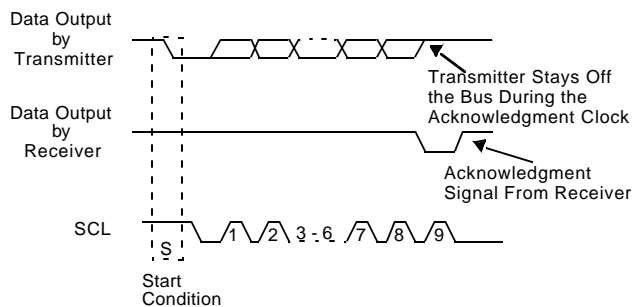 Data Output
by
Transmitter
Transmitter Stays Off
the Bus During the
Acknowledgment Clock
Data Output
by
Receiver
Acknowledgment
Signal From Receiver
SCL
S
1
2
3 - 6
7
8
9
Start
Condition